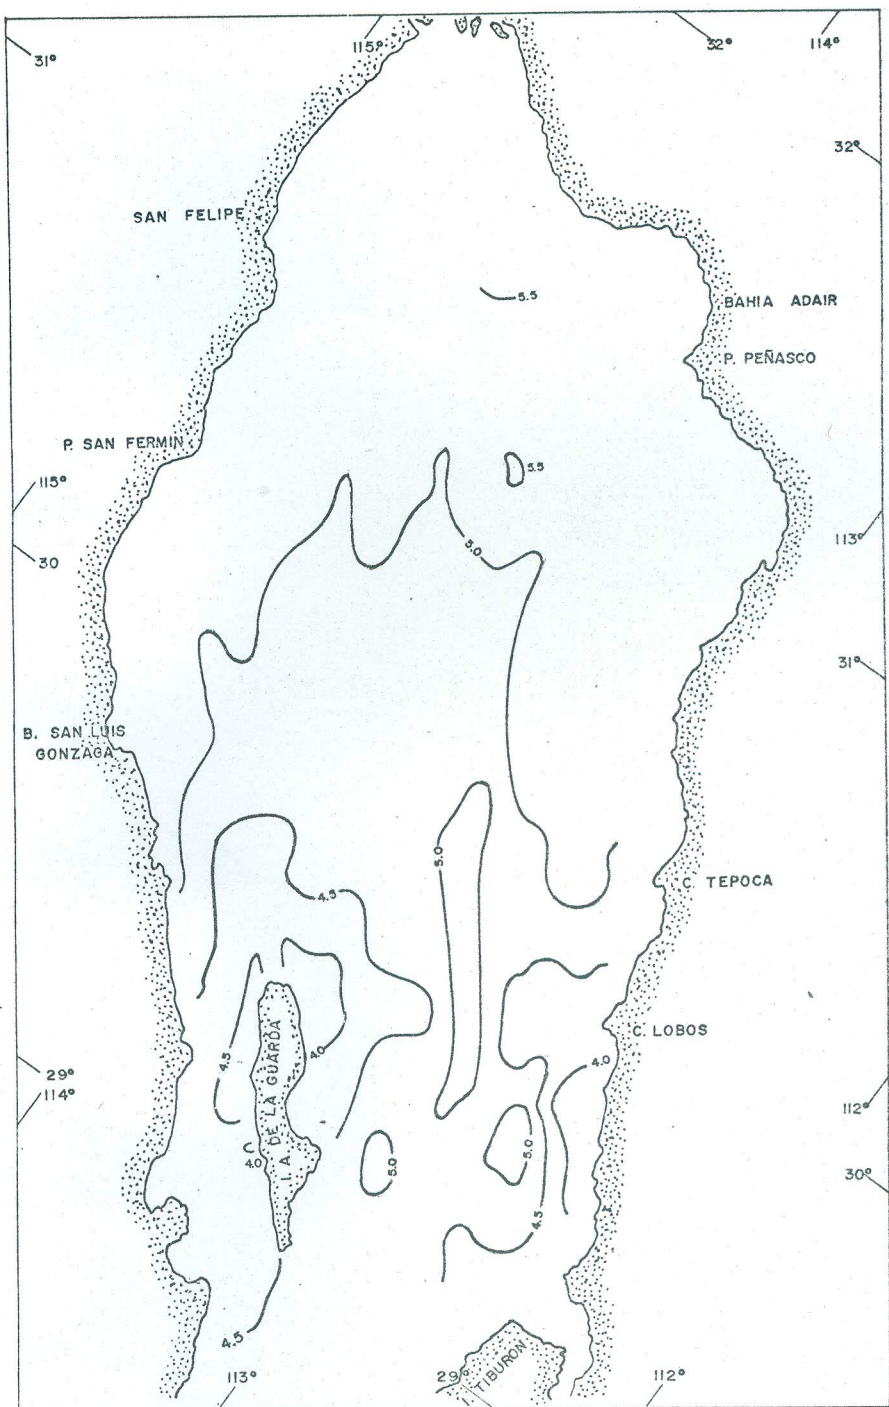 115°
32°
114°
31°
32°
SAN FELIPE
5.5
BAHIA ADAIR
P. PEÑASCO
P. SAN FERMIN
5.5
115°
113°
5.0
30
31°
B. SAN LUIS
GONZAGA
5.0
C. TEPOCA
4.5
C. LOBOS
4.0
4.5
4.0
29°
114°
112°
I. A. DE LA GUARDA
4.0
5.0
5.0
30°
4.5
4.5
I. TIBURON
113°
29°
112°